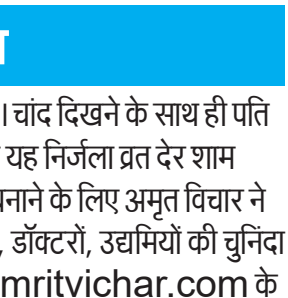 । चांद दिखने के साथ ही पति
यह निर्जला व्रत देर शाम
के लिए अमृत विचार ने
, डॉक्टरों, उद्यमियों की चुनिंदा
mritvichar.com के